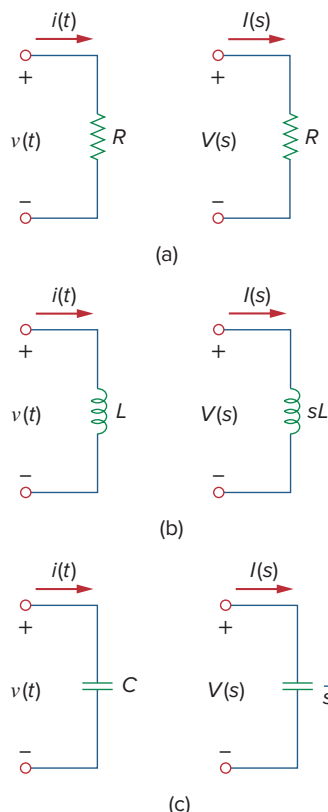 i(t) I(s)
+ +
v(t) R V(s) R
− −
(a)
i(t) I(s)
+ +
v(t) L V(s) sL
− −
(b)
i(t) I(s)
+ +
v(t) C V(s)
− −
(c)